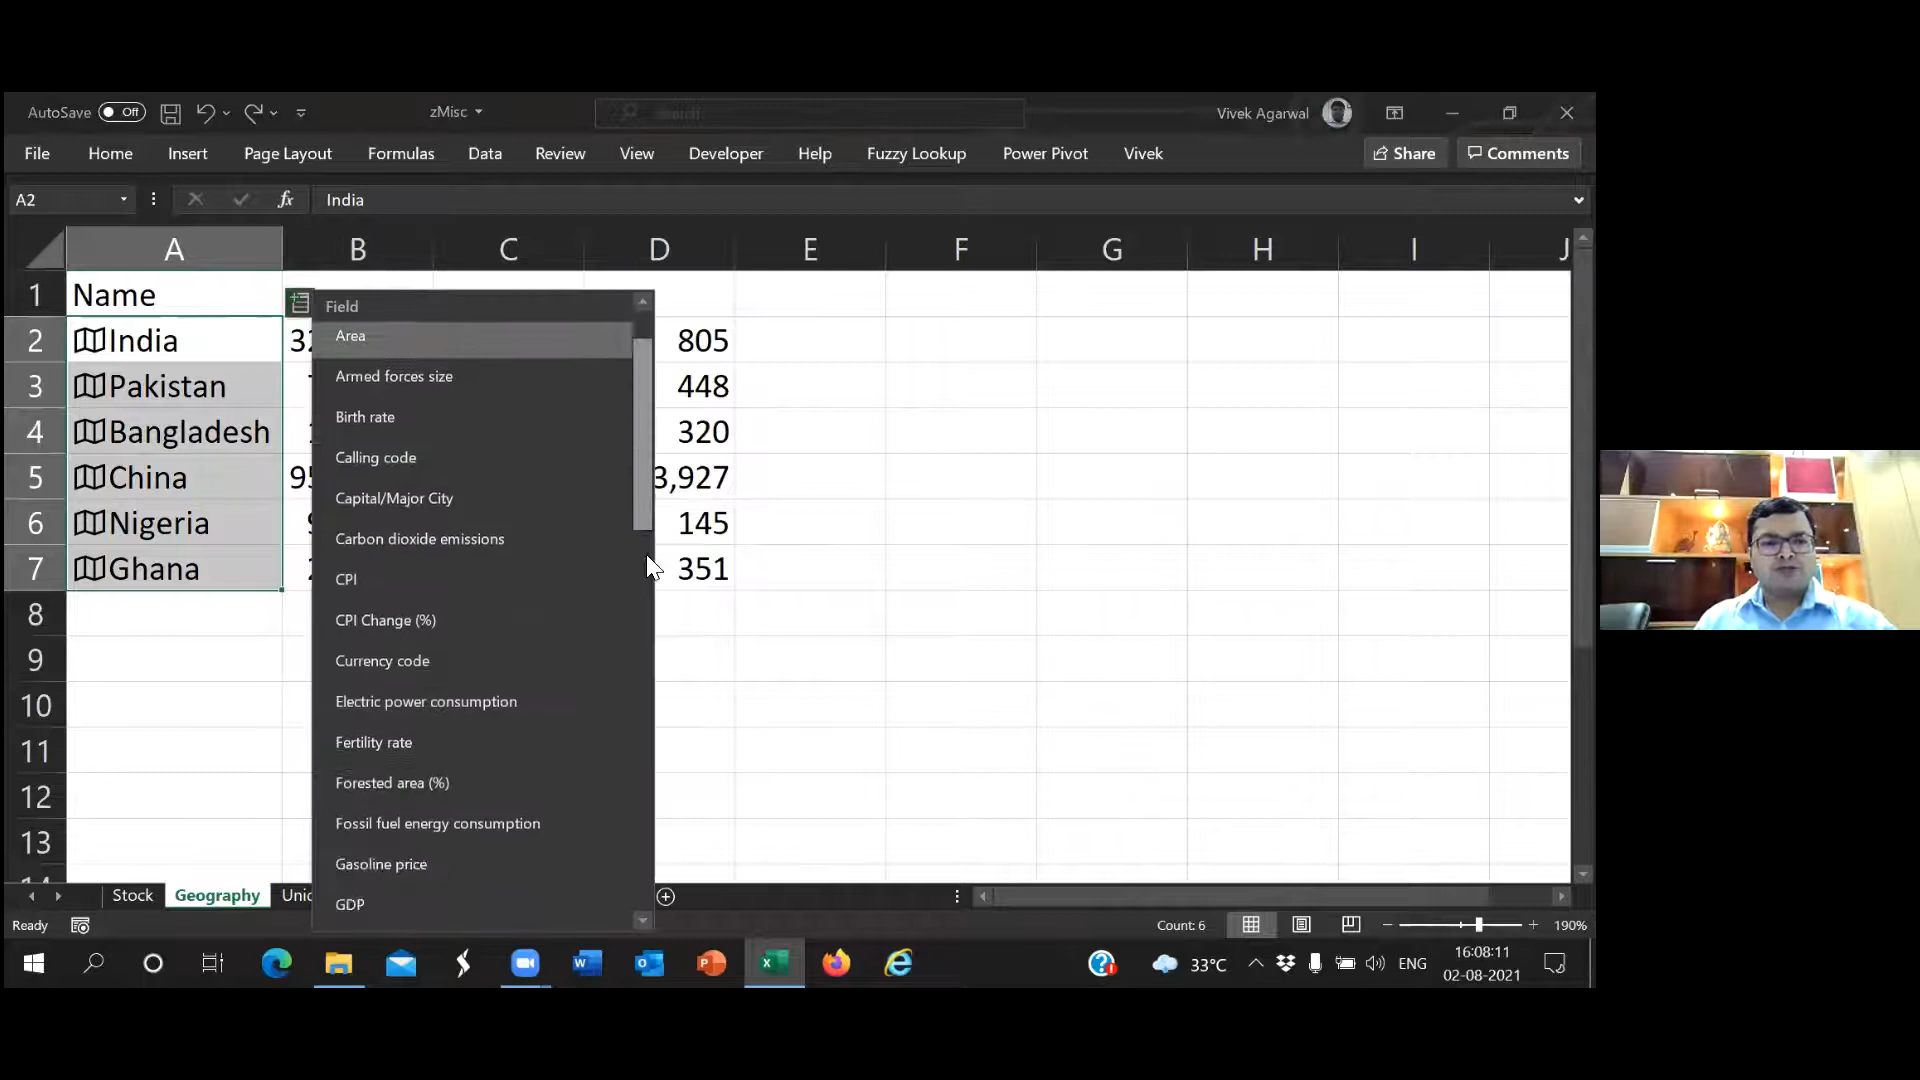 AutoSave Off zMisc Search Vivek Agarwal
File Home Insert Page Layout Formulas Data Review View Developer Help Fuzzy Lookup Power Pivot Vivek Share Comments
A2 fx India
A B C D E F G H I J
1 Name
2 India 805
3 Pakistan 448
4 Bangladesh 320
5 China 3,927
6 Nigeria 145
7 Ghana 351
8
9
10
11
12
13
Field
Area
Armed forces size
Birth rate
Calling code
Capital/Major City
Carbon dioxide emissions
CPI
CPI Change (%)
Currency code
Electric power consumption
Fertility rate
Forested area (%)
Fossil fuel energy consumption
Gasoline price
GDP
Stock Geography
Ready Count: 6 190%
33°C ENG 16:08:11
02-08-2021